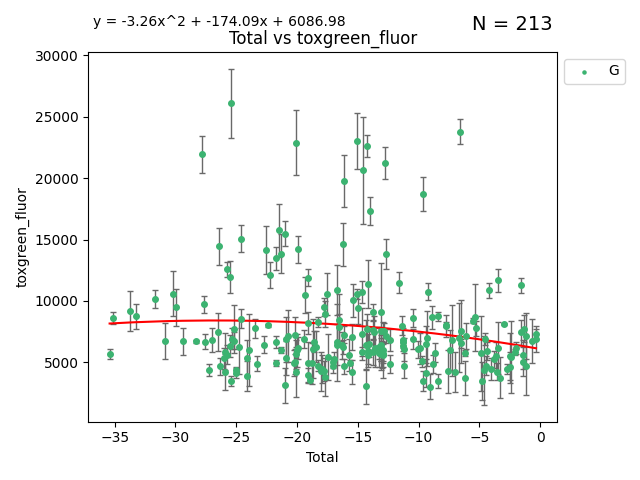 y = -3.26x^2 + -174.09x + 6086.98
N = 213
Total vs toxgreen_fluor
G
30000
25000
20000
15000
10000
5000
toxgreen_fluor
−35 −30 −25 −20 −15 −10 −5 0
Total